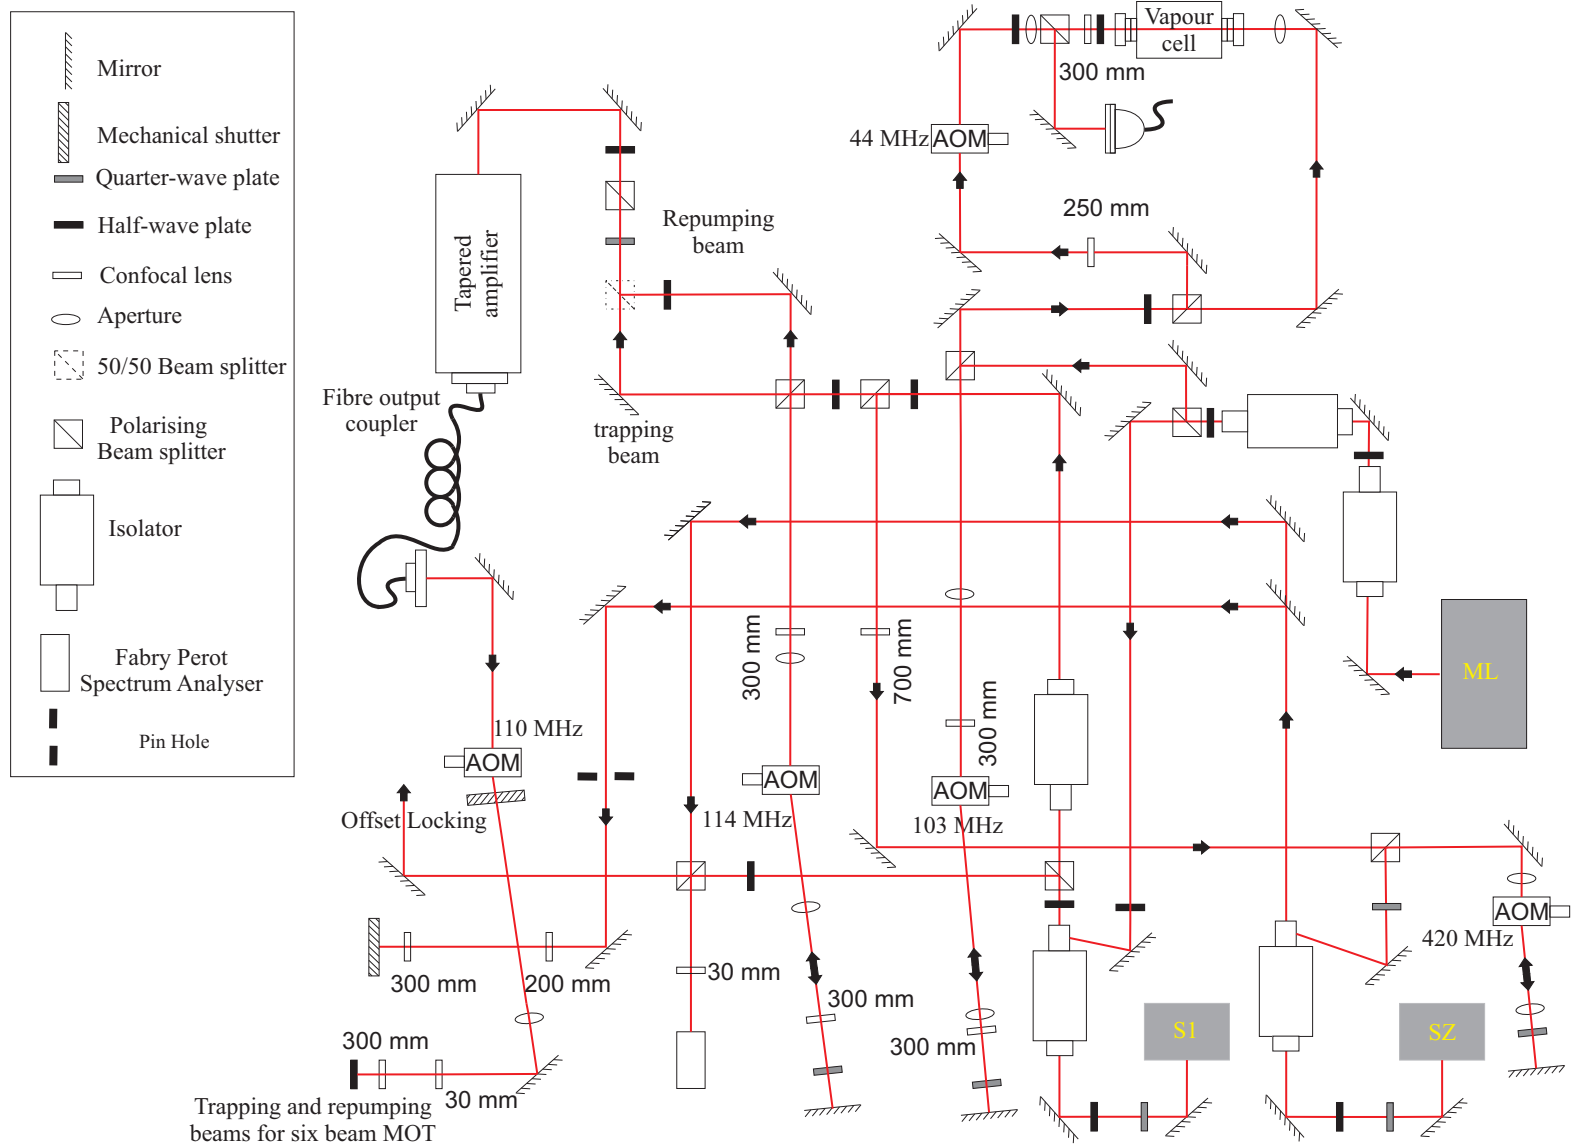 Mirror
Mechanical shutter
Quarter-wave plate
Half-wave plate
Confocal lens
Aperture
50/50 Beam splitter
Polarising
Beam splitter
Isolator
Fabry Perot
Spectrum Analyser
Pin Hole
Tapered
amplifier
Fibre output
coupler
Repumping
beam
trapping
beam
Vapour
cell
300 mm
44 MHz
AOM
250 mm
300 mm
700 mm
300 mm
ML
110 MHz
AOM
AOM
114 MHz
AOM
103 MHz
Offset Locking
300 mm
200 mm
30 mm
300 mm
300 mm
AOM
420 MHz
S1
SZ
300 mm
30 mm
Trapping and repumping
beams for six beam MOT